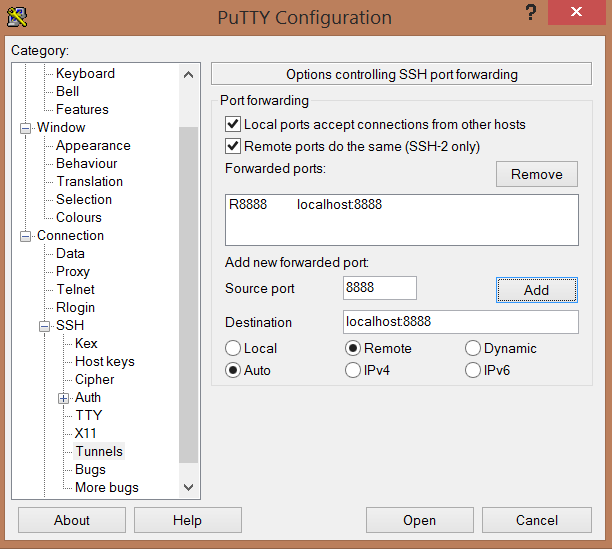 PuTTY Configuration
?
Category:
Keyboard
Bell
Features
Window
Appearance
Behaviour
Translation
Selection
Colours
Connection
Data
Proxy
Telnet
Rlogin
SSH
Kex
Host keys
Cipher
Auth
TTY
X11
Tunnels
Bugs
More bugs
Options controlling SSH port forwarding
Port forwarding
Local ports accept connections from other hosts
Remote ports do the same (SSH-2 only)
Forwarded ports:
Remove
R8888 localhost:8888
Add new forwarded port:
Source port 8888 Add
Destination localhost:8888
Local Remote Dynamic
Auto IPv4 IPv6
About Help Open Cancel